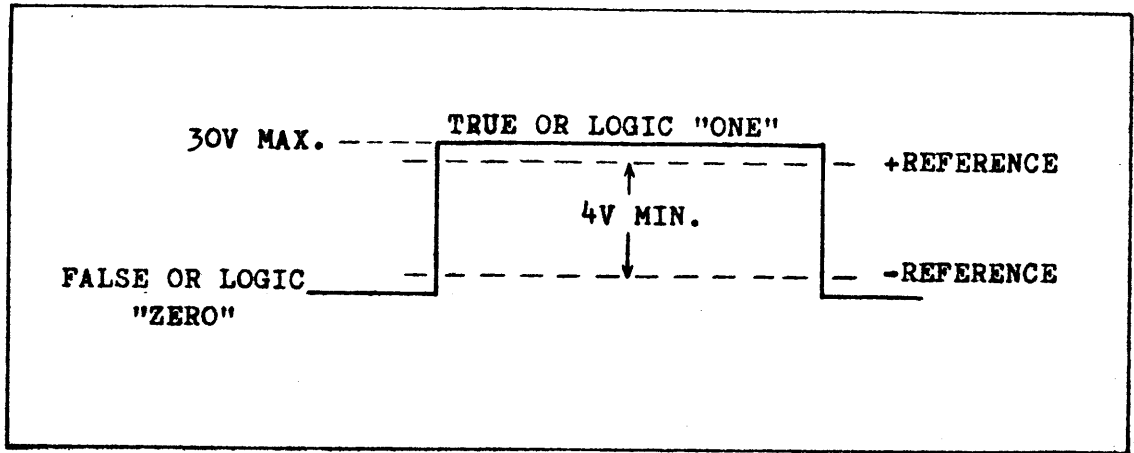 TRUE OR LOGIC "ONE"
30V MAX.
+REFERENCE
4V MIN.
FALSE OR LOGIC
"ZERO"
-REFERENCE